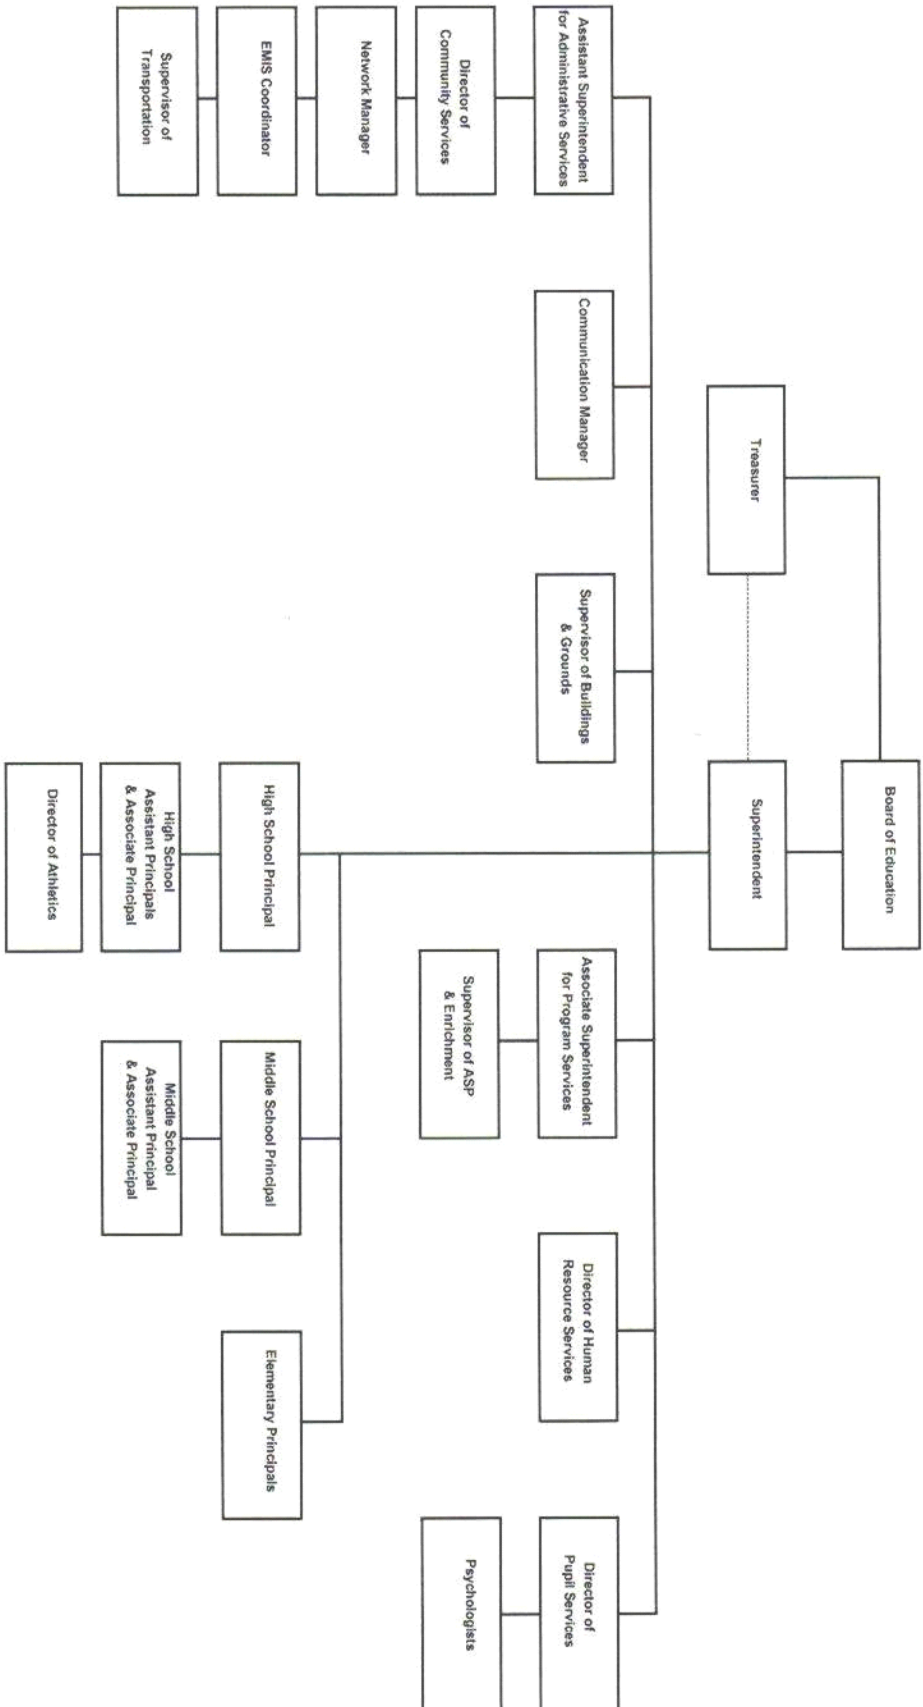 Board of Education
Treasurer
Superintendent
Assistant Superintendent
for Administrative Services
Communication Manager
Supervisor of Buildings
& Grounds
Associate Superintendent
for Program Services
Director of Human
Resource Services
Director of
Pupil Services
Director of
Community Services
Supervisor of ASP
& Enrichment
Psychologists
Network Manager
EMIS Coordinator
High School Principal
Middle School Principal
Elementary Principals
Supervisor of
Transportation
High School
Assistant Principals
& Associate Principal
Middle School
Assistant Principal
& Associate Principal
Director of Athletics